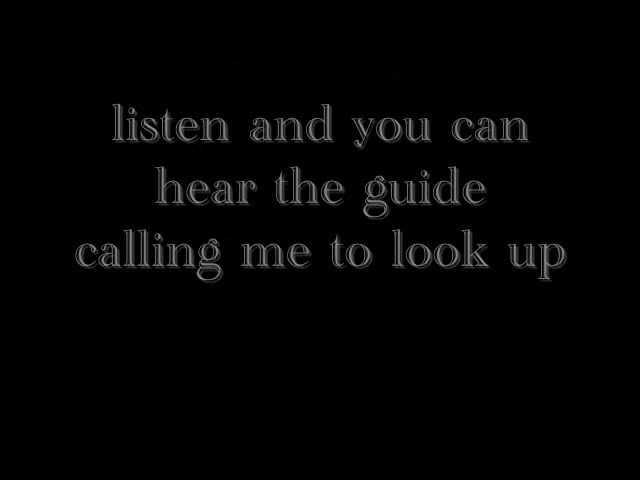 listen and you can
hear the guide
calling me to look up